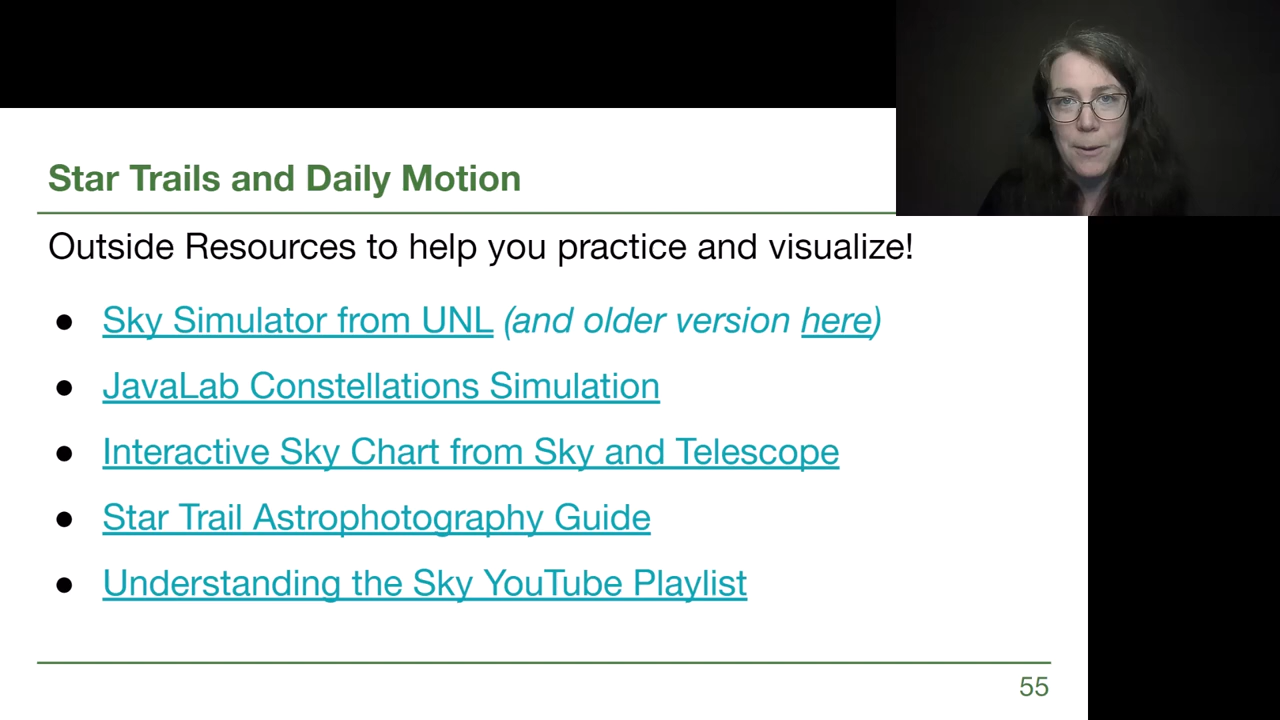 Star Trails and Daily Motion
Outside Resources to help you practice and visualize!
● Sky Simulator from UNL (and older version here)
● JavaLab Constellations Simulation
● Interactive Sky Chart from Sky and Telescope
● Star Trail Astrophotography Guide
● Understanding the Sky YouTube Playlist
55